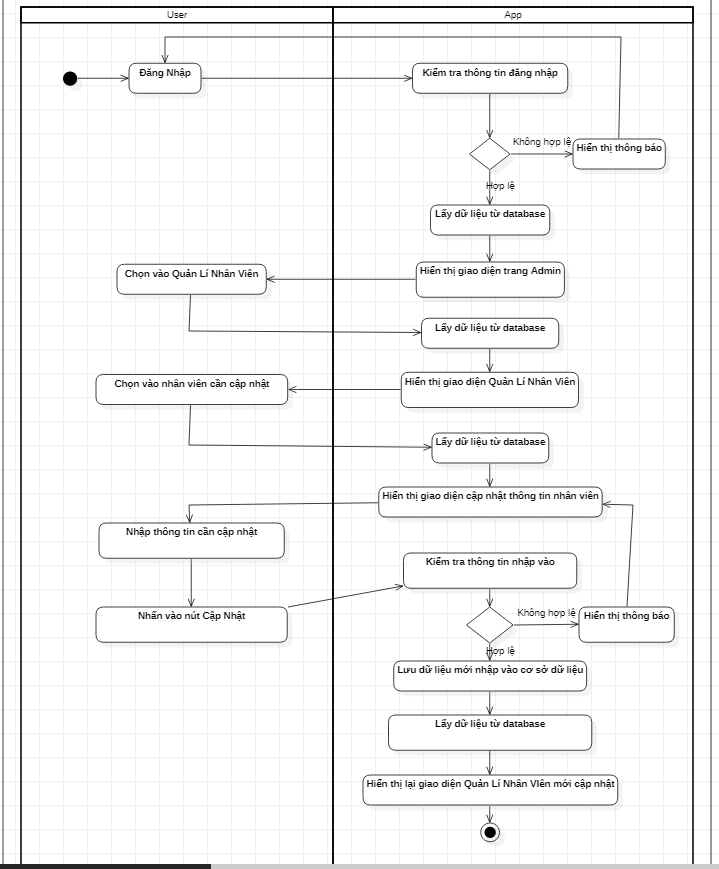 User
App
Đăng Nhập
Kiểm tra thông tin đăng nhập
Không hợp lệ
Hiển thị thông báo
Hợp lệ
Lấy dữ liệu từ database
Chọn vào Quản Lí Nhân Viên
Hiển thị giao diện trang Admin
Lấy dữ liệu từ database
Chọn vào nhân viên cần cập nhật
Hiển thị giao diện Quản Lí Nhân Viên
Lấy dữ liệu từ database
Hiển thị giao diện cập nhật thông tin nhân viên
Nhập thông tin cần cập nhật
Kiểm tra thông tin nhập vào
Nhấn vào nút Cập Nhật
Không hợp lệ
Hiển thị thông báo
Hợp lệ
Lưu dữ liệu mới nhập vào cơ sở dữ liệu
Lấy dữ liệu từ database
Hiển thị lại giao diện Quản Lí Nhân VIên mới cập nhật